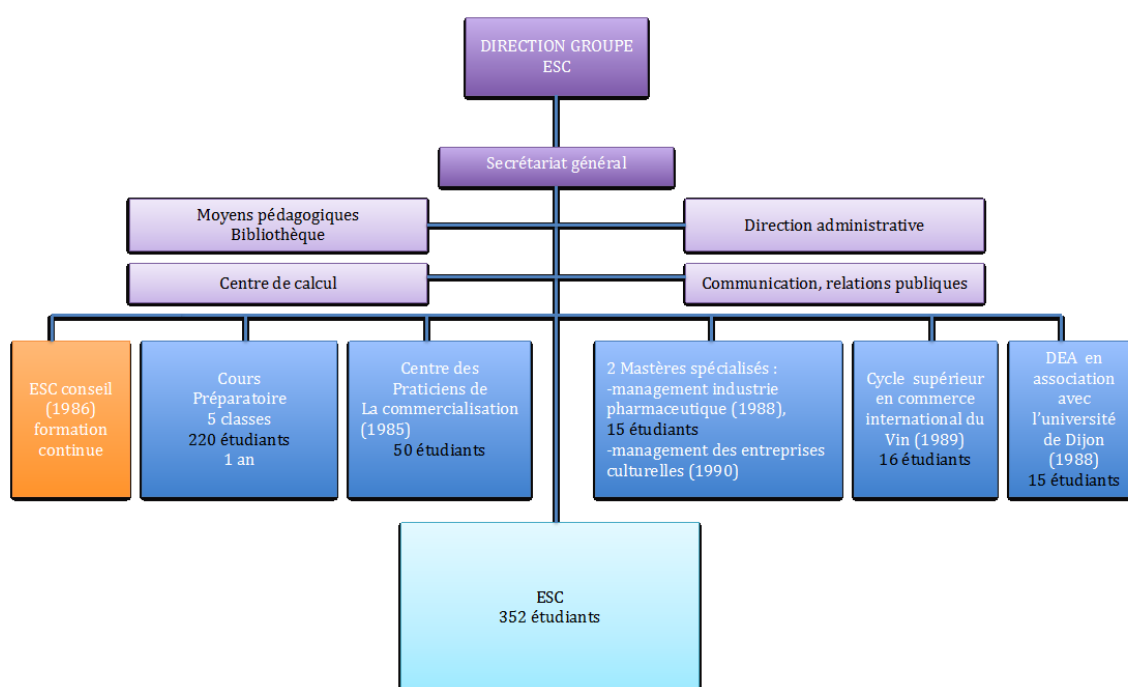 DIRECTION GROUPE
ESC
Secrétariat général
Moyens pédagogiques
Bibliothèque
Direction administrative
Centre de calcul
Communication, relations publiques
ESC conseil
(1986)
formation
continue
Cours
Préparatoire
5 classes
220 étudiants
1 an
Centre des
Praticiens de
La commercialisation
(1985)
50 étudiants
2 Mastères spécialisés :
-management industrie
pharmaceutique (1988),
15 étudiants
-management des entreprises
culturelles (1990)
Cycle supérieur
en commerce
international du
Vin (1989)
16 étudiants
DEA en
association
avec
l'université
de Dijon
(1988)
15 étudiants
ESC
352 étudiants